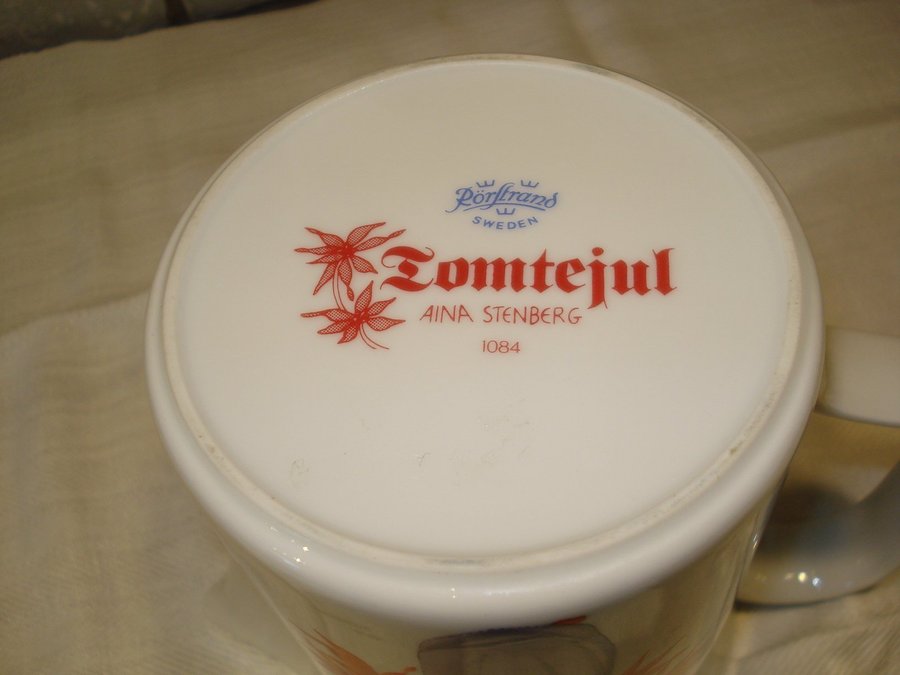 Rörstrand
SWEDEN
Tomtejul
AINA STENBERG
1084